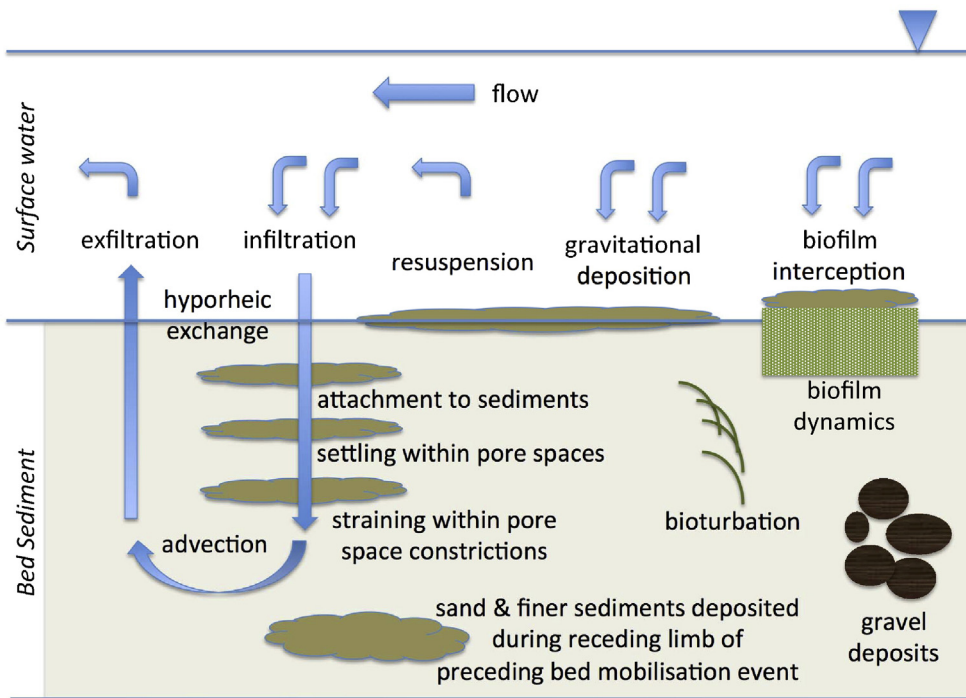 flow
Surface water
exfiltration
infiltration
resuspension
gravitational
deposition
biofilm
interception
hyporheic
exchange
Bed Sediment
attachment to sediments
settling within pore spaces
straining within pore
space constrictions
advection
biofilm
dynamics
bioturbation
sand & finer sediments deposited
during receding limb of
preceding bed mobilisation event
gravel
deposits